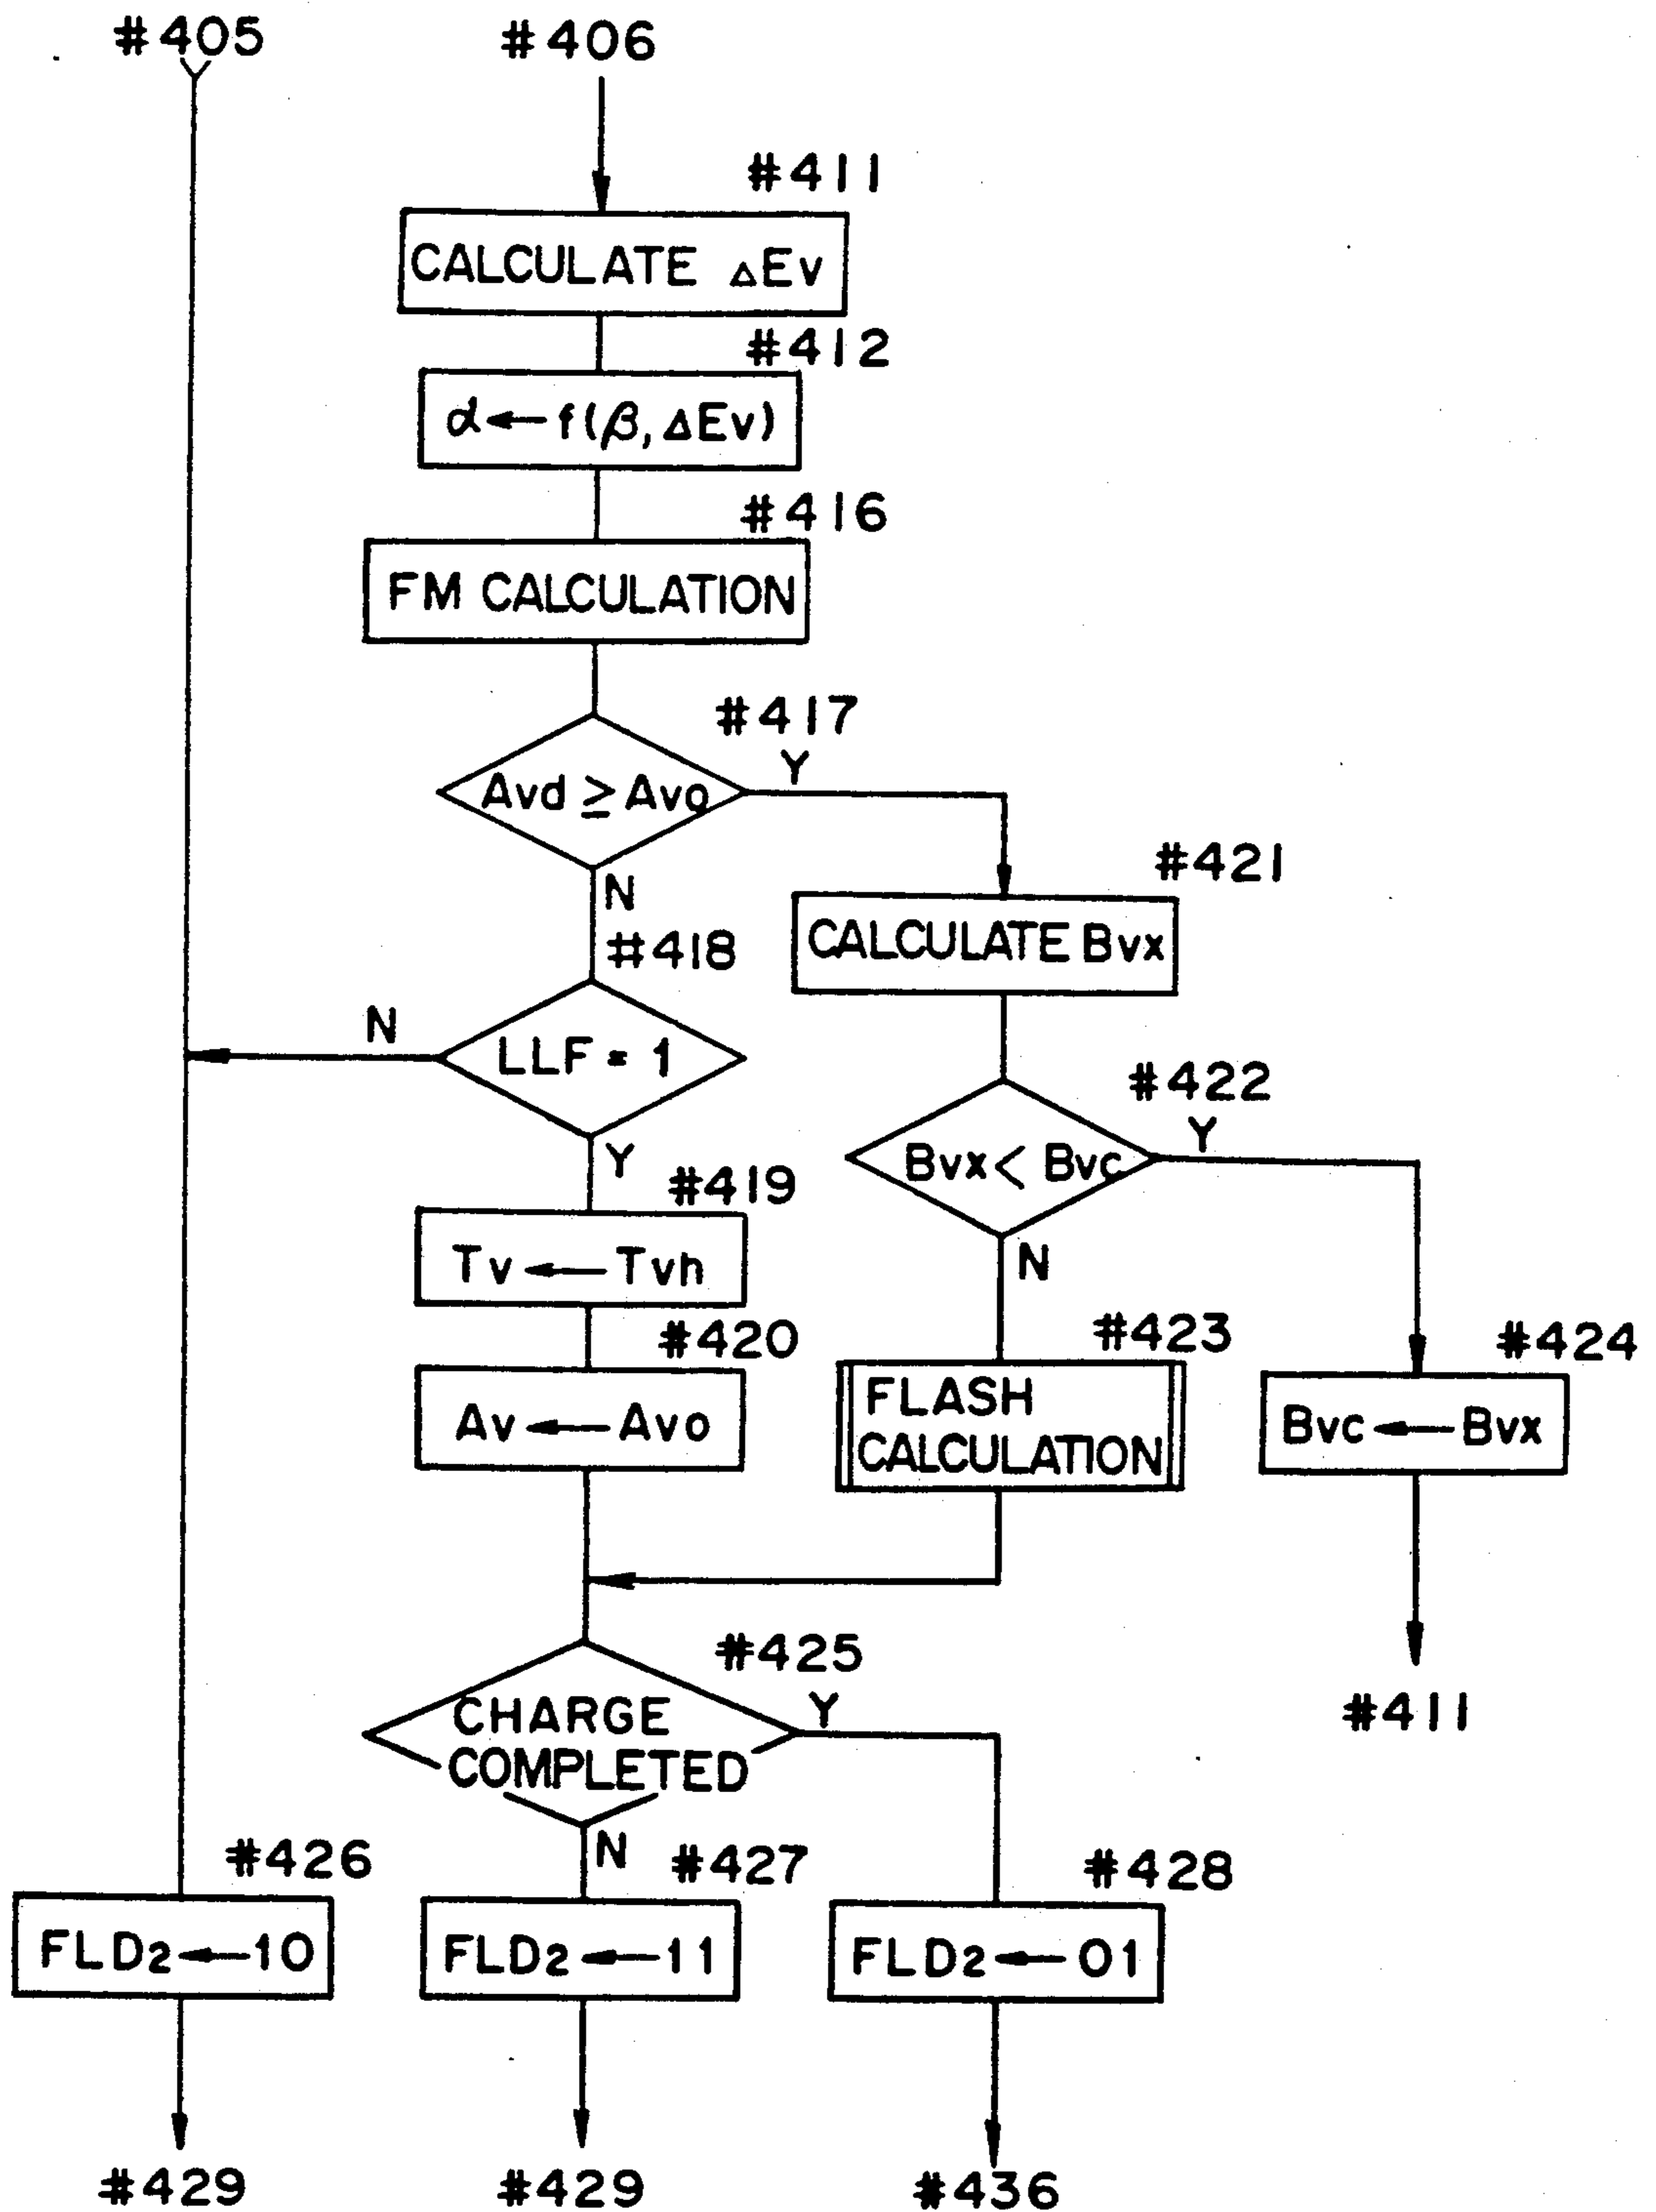 #405
#406
#411
CALCULATE ΔEv
#412
α←f(β, ΔEv)
#416
FM CALCULATION
#417
Avd ≥ Avo
Y
N
#421
CALCULATE Bvx
#418
LLF = 1
N
Y
#422
Bvx < Bvc
Y
N
#419
Tv ← Tvh
#420
Av ← Avo
#423
FLASH
CALCULATION
#424
Bvc ← Bvx
#411
#425
CHARGE
COMPLETED
Y
N
#426
FLD2 ← 10
#427
FLD2 ← 11
#428
FLD2 ← 01
#429
#429
#436